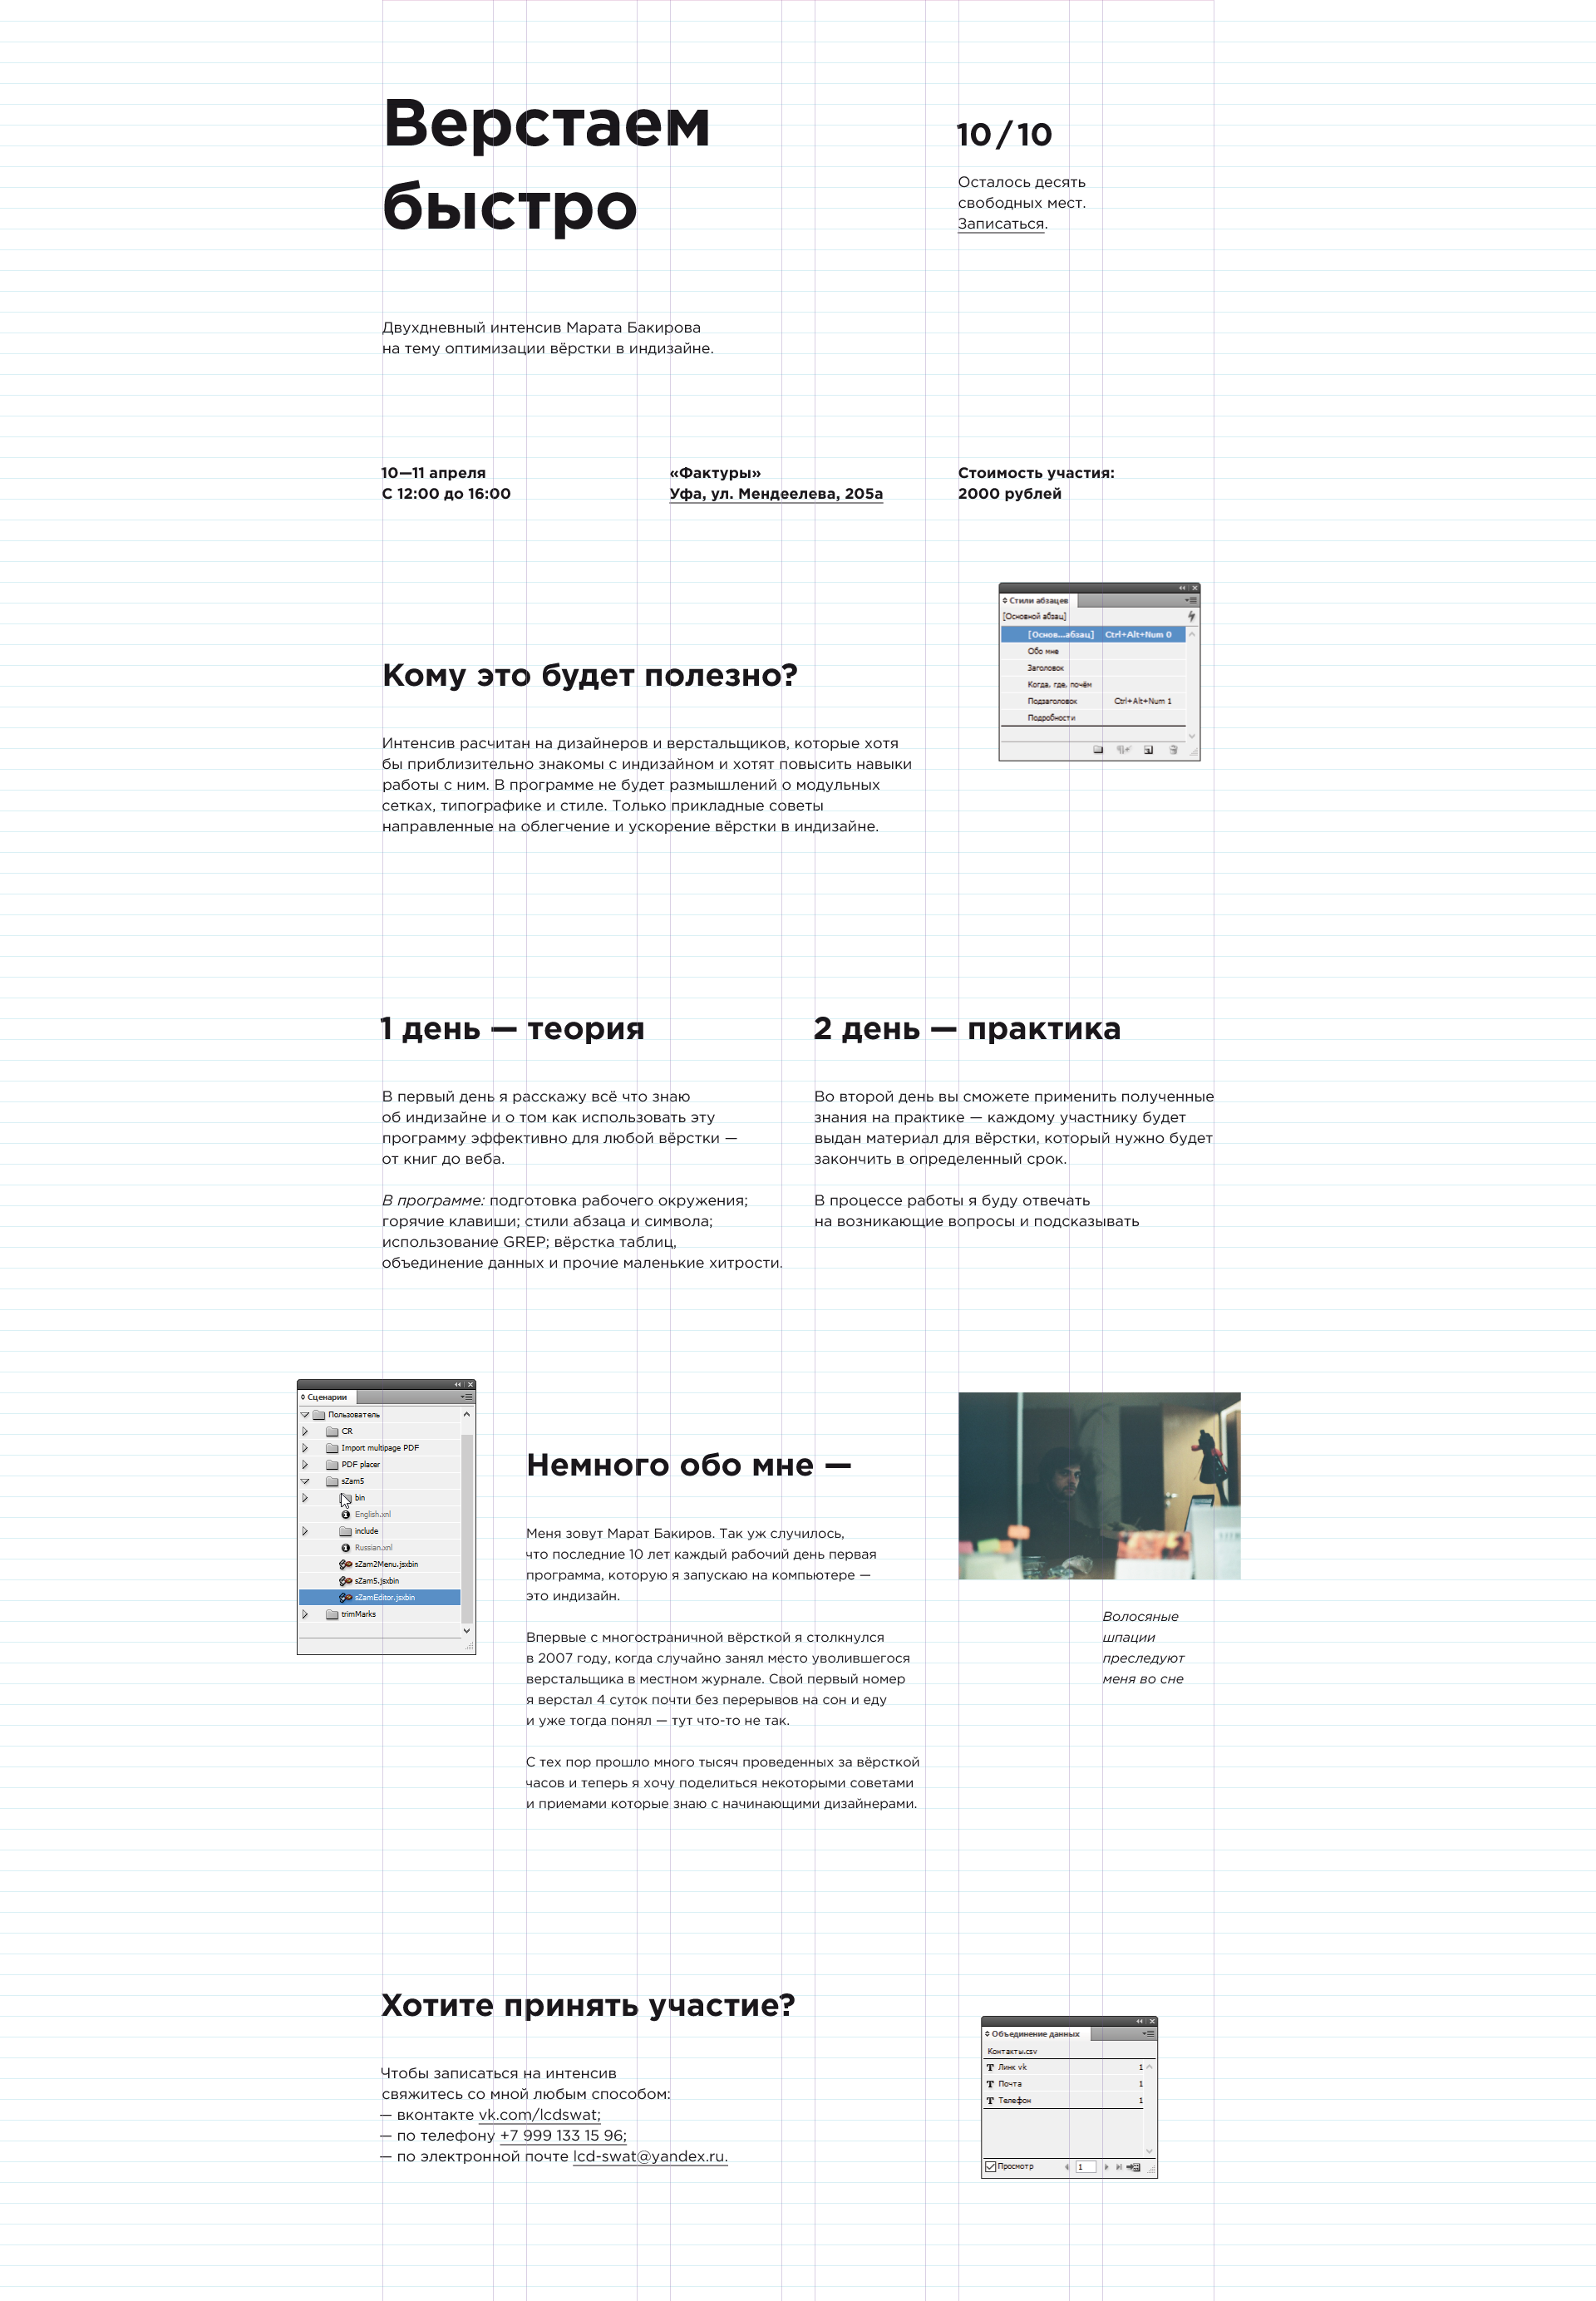 Верстаем
быстро
10 / 10
Осталось десять
свободных мест.
Записаться.
Двухдневный интенсив Марата Бакирова
на тему оптимизации вёрстки в индизайне.
10—11 апреля
С 12:00 до 16:00
«Фактуры»
Уфа, ул. Мендеелева, 205а
Стоимость участия:
2000 рублей
Стили абзацев
[Основной абзац]
[Основ...абзац] Ctrl+Alt+Num 0
Обо мне
Заголовок
Когда, где, почём
Подзаголовок Ctrl+Alt+Num 1
Подробности
Кому это будет полезно?
Интенсив расчитан на дизайнеров и верстальщиков, которые хотя
бы приблизительно знакомы с индизайном и хотят повысить навыки
работы с ним. В программе не будет размышлений о модульных
сетках, типографике и стиле. Только прикладные советы
направленные на облегчение и ускорение вёрстки в индизайне.
1 день — теория
В первый день я расскажу всё что знаю
об индизайне и о том как использовать эту
программу эффективно для любой вёрстки —
от книг до веба.
В программе: подготовка рабочего окружения;
горячие клавиши; стили абзаца и символа;
использование GREP; вёрстка таблиц,
объединение данных и прочие маленькие хитрости.
2 день — практика
Во второй день вы сможете применить полученные
знания на практике — каждому участнику будет
выдан материал для вёрстки, который нужно будет
закончить в определенный срок.
В процессе работы я буду отвечать
на возникающие вопросы и подсказывать
Сценарии
Пользователь
CR
Import multipage PDF
PDF placer
sZam5
bin
English.xnl
include
Russian.xnl
sZam2Menu.jsxbin
sZam5.jsxbin
sZamEditor.jsxbin
trimMarks
Немного обо мне —
Меня зовут Марат Бакиров. Так уж случилось,
что последние 10 лет каждый рабочий день первая
программа, которую я запускаю на компьютере —
это индизайн.
Впервые с многостраничной вёрсткой я столкнулся
в 2007 году, когда случайно занял место уволившегося
верстальщика в местном журнале. Свой первый номер
я верстал 4 суток почти без перерывов на сон и еду
и уже тогда понял — тут что-то не так.
С тех пор прошло много тысяч проведенных за вёрсткой
часов и теперь я хочу поделиться некоторыми советами
и приемами которые знаю с начинающими дизайнерами.
Волосяные
шпации
преследуют
меня во сне
Хотите принять участие?
Чтобы записаться на интенсив
свяжитесь со мной любым способом:
— вконтакте vk.com/lcdswat;
— по телефону +7 999 133 15 96;
— по электронной почте lcd-swat@yandex.ru.
Объединение данных
Контакты.csv
T Линк vk 1
T Почта 1
T Телефон 1
Просмотр 1